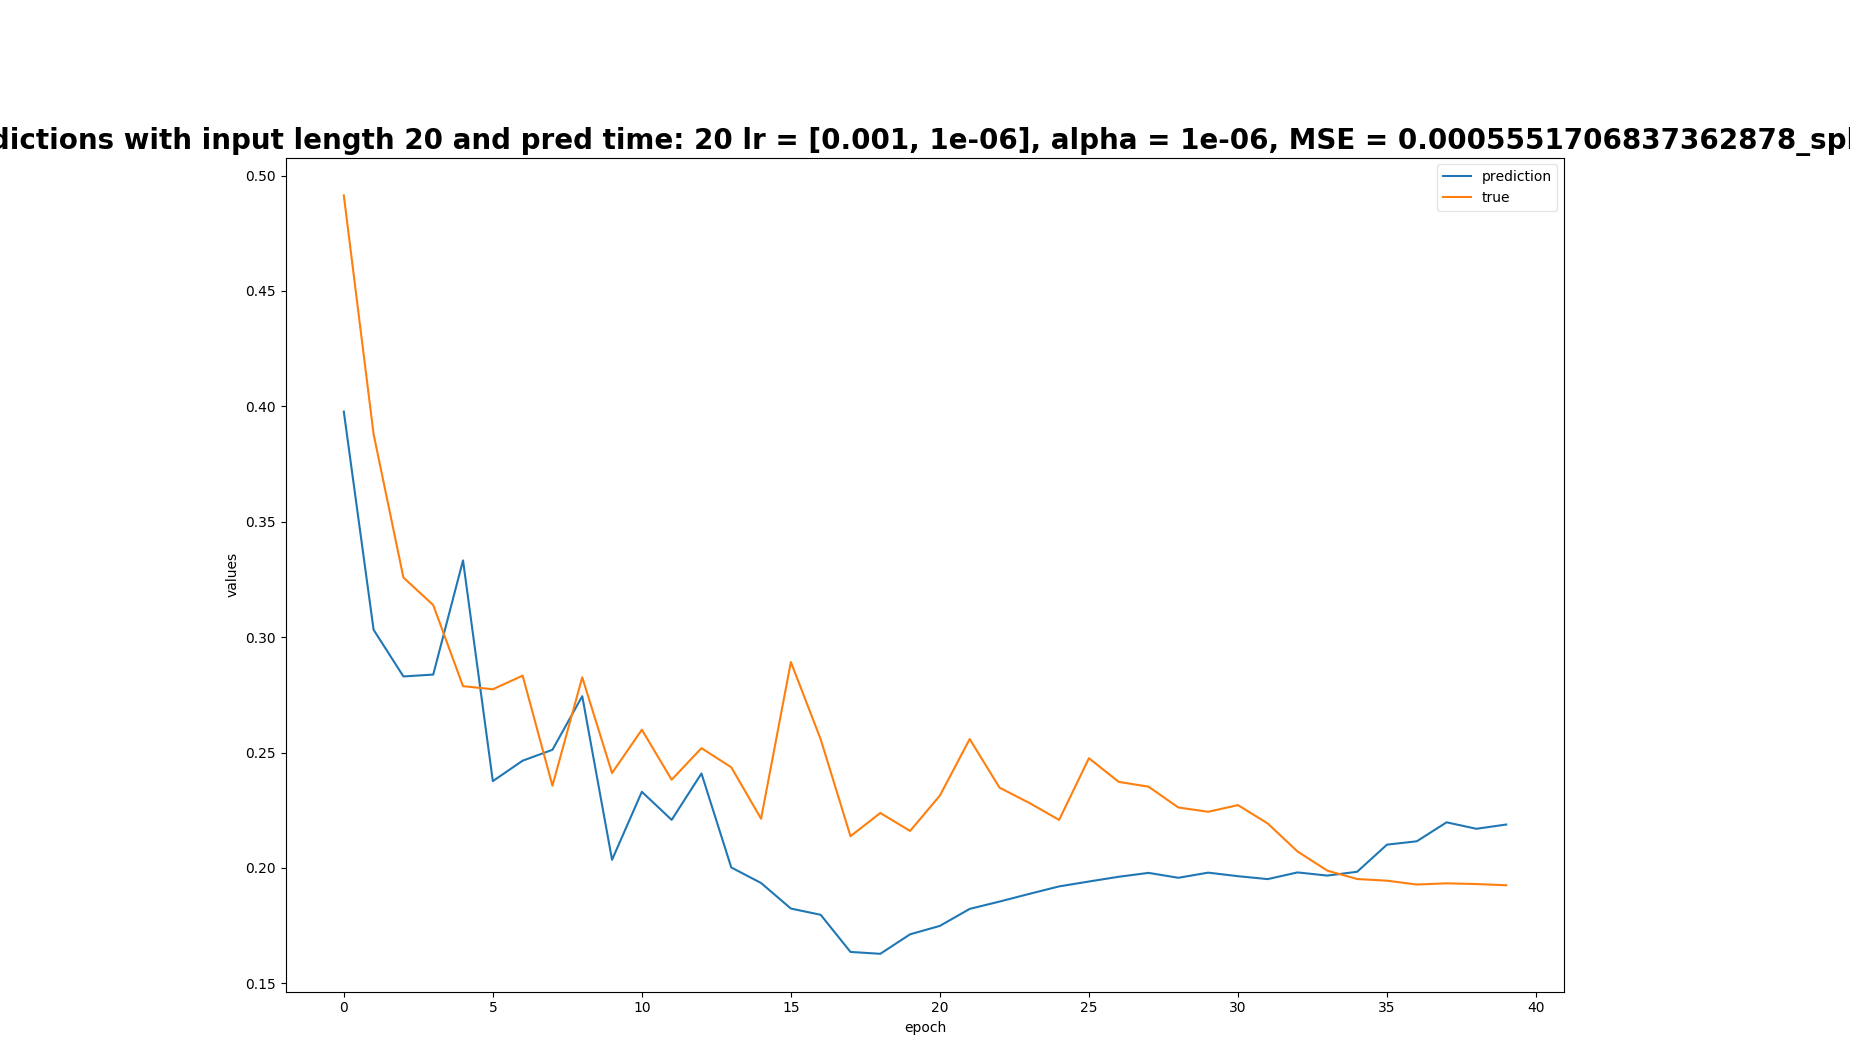 dictions with input length 20 and pred time: 20 lr = [0.001, 1e-06], alpha = 1e-06, MSE = 0.0005551706837362878_spl
prediction
true
0.50
0.45
0.40
0.35
0.30
0.25
0.20
0.15
values
0 5 10 15 20 25 30 35 40
epoch